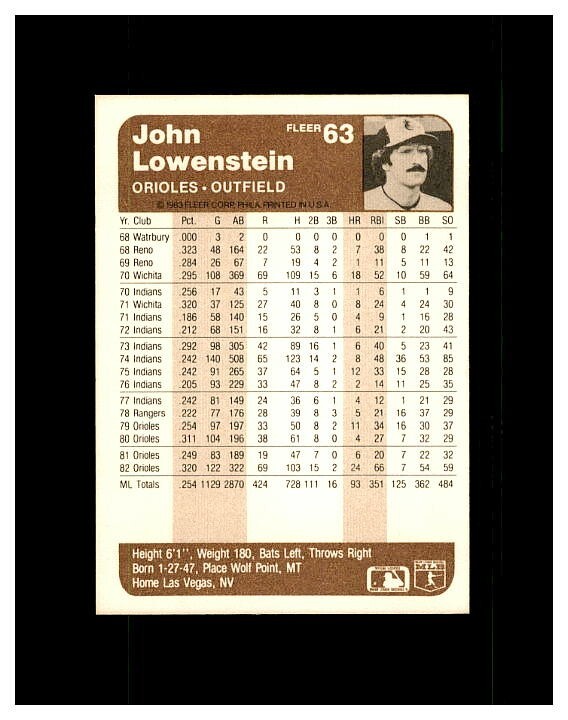 John
Lowenstein
FLEER 63
ORIOLES • OUTFIELD
© 1983 FLEER CORP., PHILA. PRINTED IN U.S.A.
Yr. Club Pct. G AB R H 2B 3B HR RBI SB BB SO
68 Watrbury .000 3 2 0 0 0 0 0 0 0 1 1
68 Reno .323 48 164 22 53 8 2 7 38 8 22 42
69 Reno .284 26 67 7 19 4 2 1 11 5 11 13
70 Wichita .295 108 369 69 109 15 6 18 52 10 59 64
70 Indians .256 17 43 5 11 3 1 1 6 1 1 9
71 Wichita .320 37 125 27 40 8 0 8 24 4 24 30
71 Indians .186 58 140 15 26 5 0 4 9 1 16 28
72 Indians .212 68 151 16 32 8 1 6 21 2 20 43
73 Indians .292 98 305 42 89 16 1 6 40 5 23 41
74 Indians .242 140 508 65 123 14 2 8 48 36 53 85
75 Indians .242 91 265 37 64 5 1 12 33 15 28 28
76 Indians .205 93 229 33 47 8 2 2 14 11 25 35
77 Indians .242 81 149 24 36 6 1 4 12 1 21 29
78 Rangers .222 77 176 28 39 8 3 5 21 16 37 29
79 Orioles .254 97 197 33 50 8 2 11 34 16 30 37
80 Orioles .311 104 196 38 61 8 0 4 27 7 32 29
81 Orioles .249 83 189 19 47 7 0 6 20 7 22 32
82 Orioles .320 122 322 69 103 15 2 24 66 7 54 59
ML Totals .254 1129 2870 424 728 111 16 93 351 125 362 484
Height 6'1'', Weight 180, Bats Left, Throws Right
Born 1-27-47, Place Wolf Point, MT
Home Las Vegas, NV